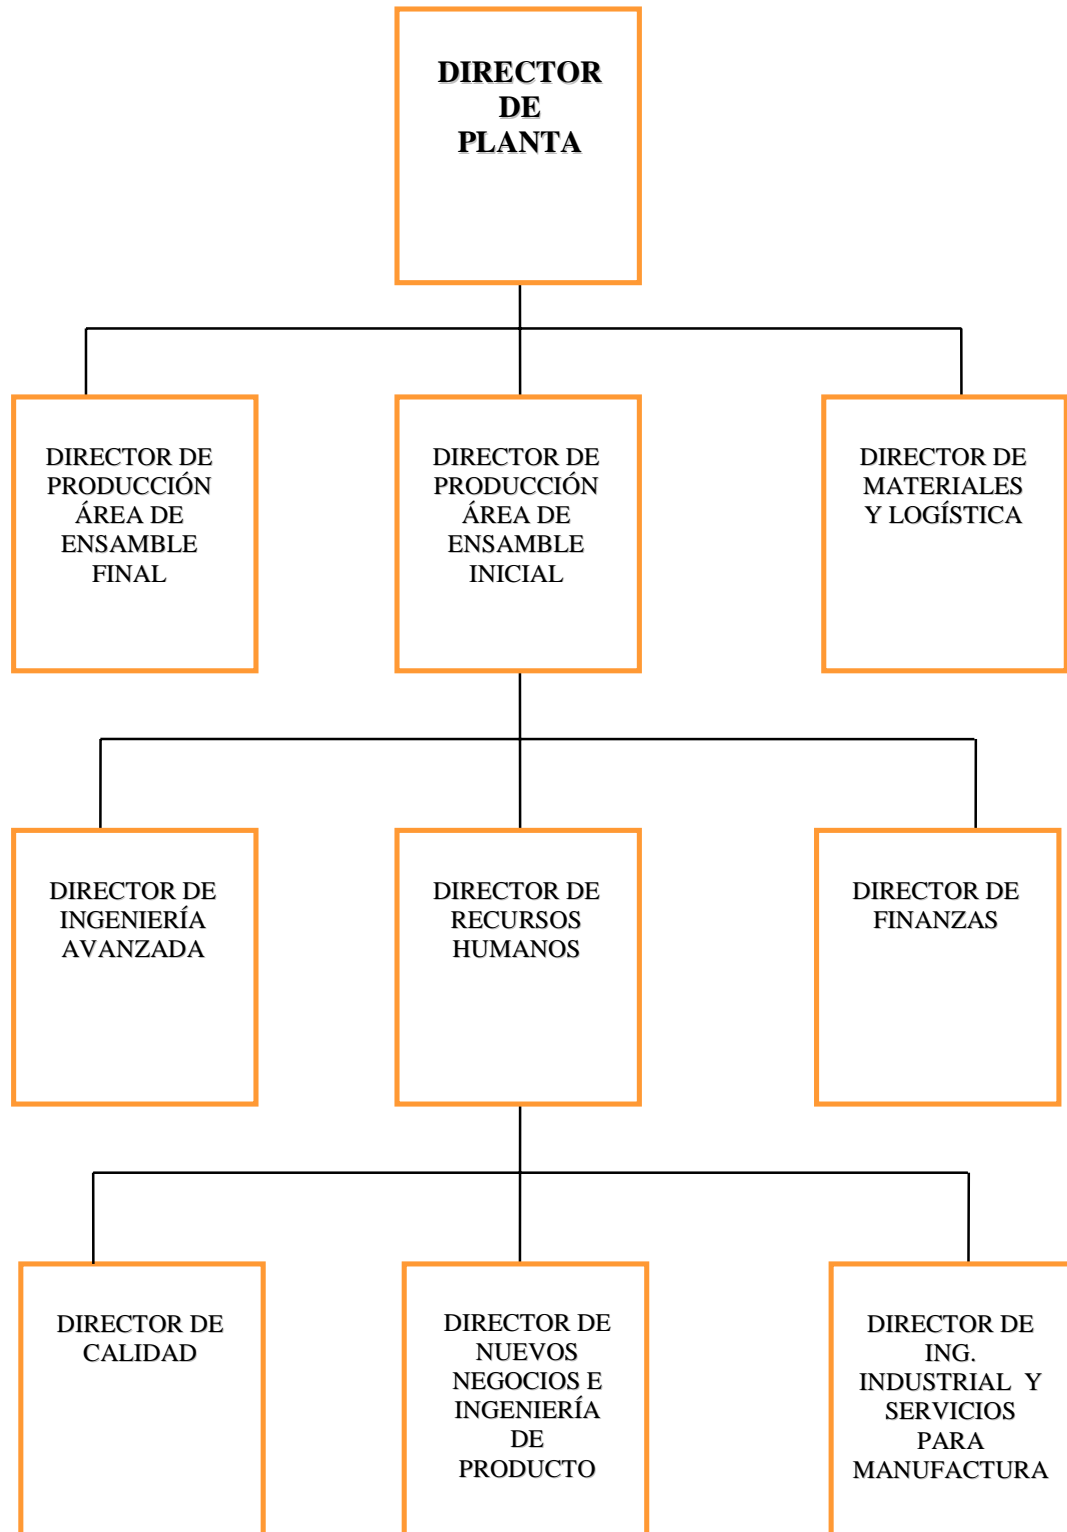 DIRECTOR
DE
PLANTA
DIRECTOR DE
PRODUCCIÓN
ÁREA DE
ENSAMBLE
FINAL
DIRECTOR DE
PRODUCCIÓN
ÁREA DE
ENSAMBLE
INICIAL
DIRECTOR DE
MATERIALES
Y LOGÍSTICA
DIRECTOR DE
INGENIERÍA
AVANZADA
DIRECTOR DE
RECURSOS
HUMANOS
DIRECTOR DE
FINANZAS
DIRECTOR DE
CALIDAD
DIRECTOR DE
NUEVOS
NEGOCIOS E
INGENIERÍA
DE
PRODUCTO
DIRECTOR DE
ING.
INDUSTRIAL Y
SERVICIOS
PARA
MANUFACTURA